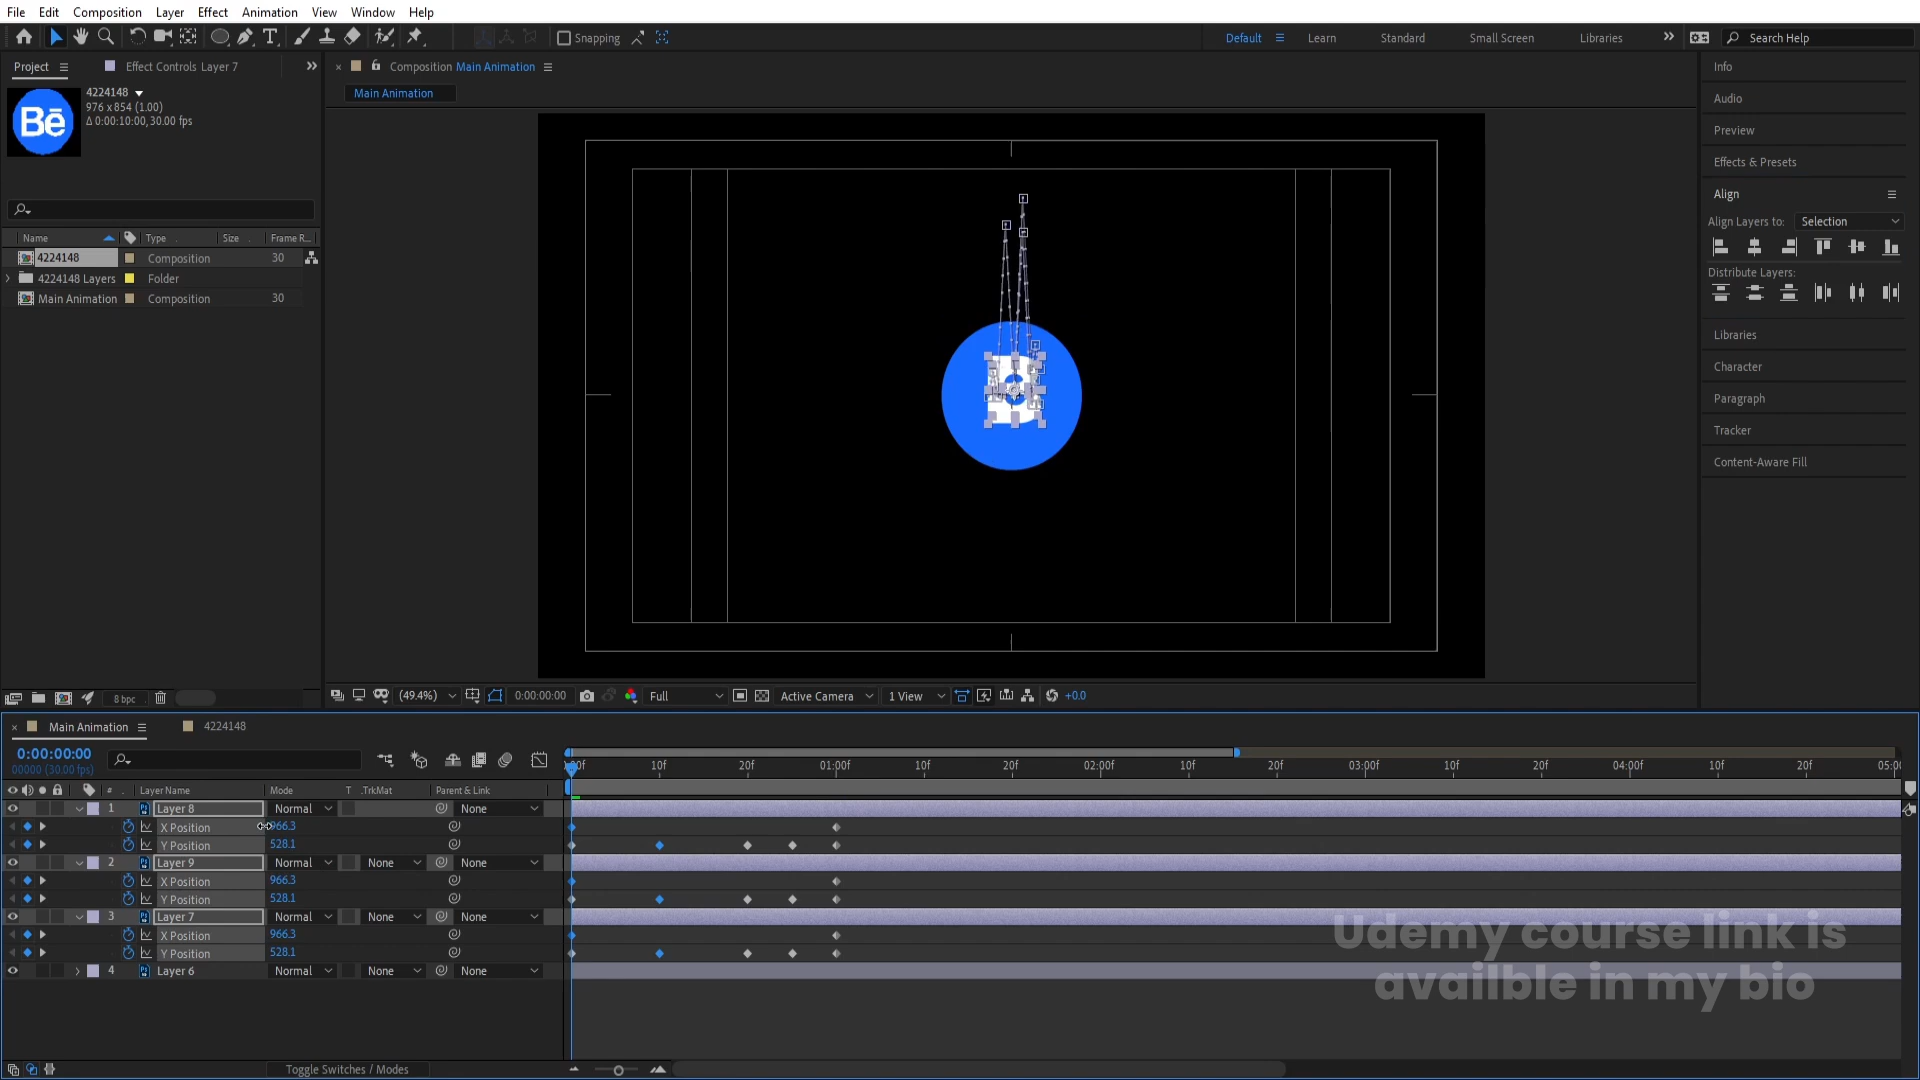 File Edit Composition Layer Effect Animation View Window Help
Snapping Default Learn Standard Small Screen Libraries Search Help
Project Effect Controls Layer 7
Composition Main Animation
Main Animation
Bē
4224148
976 x 854 (1.00)
Δ 0:00:10:00, 30.00 fps
Name Type Size Frame R...
4224148 Composition 30
4224148 Layers Folder
Main Animation Composition 30
8 bpc
Info
Audio
Preview
Effects & Presets
Align
Align Layers to: Selection
Distribute Layers:
Libraries
Character
Paragraph
Tracker
Content-Aware Fill
(49.4%) 0:00:00:00 Full Active Camera 1 View +0.0
Main Animation 4224148
0:00:00:00
00000 (30.00 fps)
10f 20f 01:00f 10f 20f 02:00f 10f 20f 03:00f 10f 20f 04:00f 10f 20f 05:00
# Layer Name Mode T .TrkMat Parent & Link
1 Layer 8 Normal None
X Position 966.3
Y Position 528.1
2 Layer 9 Normal None None
X Position 966.3
Y Position 528.1
3 Layer 7 Normal None None
X Position 966.3
Y Position 528.1
4 Layer 6 Normal None None
Toggle Switches / Modes
Udemy course link is
availble in my bio